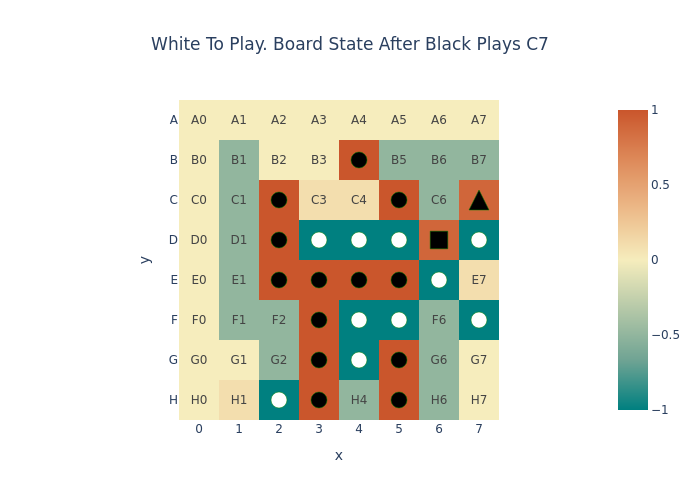 White To Play. Board State After Black Plays C7
A A0 A1 A2 A3 A4 A5 A6 A7
B B0 B1 B2 B3 B5 B6 B7
C C0 C1 C3 C4 C6
D D0 D1
E E0 E1 E7
F F0 F1 F2 F6
G G0 G1 G2 G6 G7
H H0 H1 H4 H6 H7
0 1 2 3 4 5 6 7
x
y
1
0.5
0
−0.5
−1